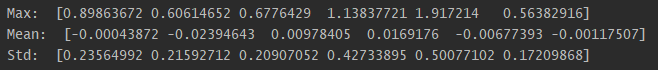 Max:  [0.89863672 0.60614652 0.6776429  1.13837721 1.917214   0.56382916]
Mean:  [-0.00043872 -0.02394643  0.00978405  0.0169176  -0.00677393 -0.00117507]
Std:  [0.23564992 0.21592712 0.20907052 0.42733895 0.50077102 0.17209868]